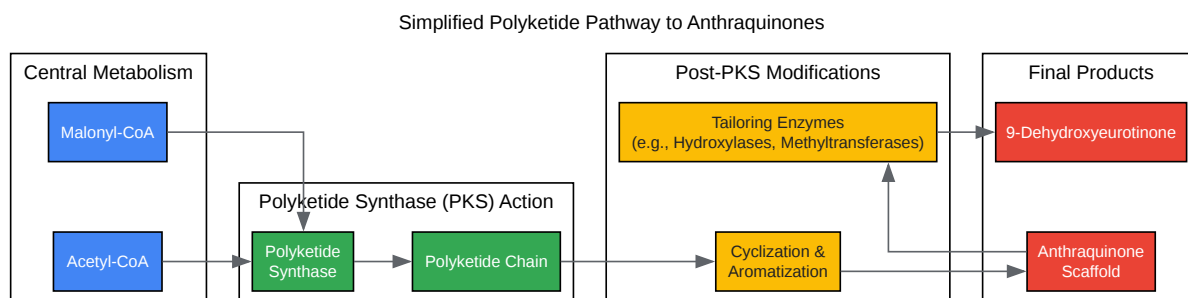 Simplified Polyketide Pathway to Anthraquinones
Central Metabolism
Malonyl-CoA
Acetyl-CoA
Polyketide Synthase (PKS) Action
Polyketide
Synthase
Polyketide Chain
Post-PKS Modifications
Tailoring Enzymes
(e.g., Hydroxylases, Methyltransferases)
Cyclization &
Aromatization
Final Products
9-Dehydroxyeurotinone
Anthraquinone
Scaffold